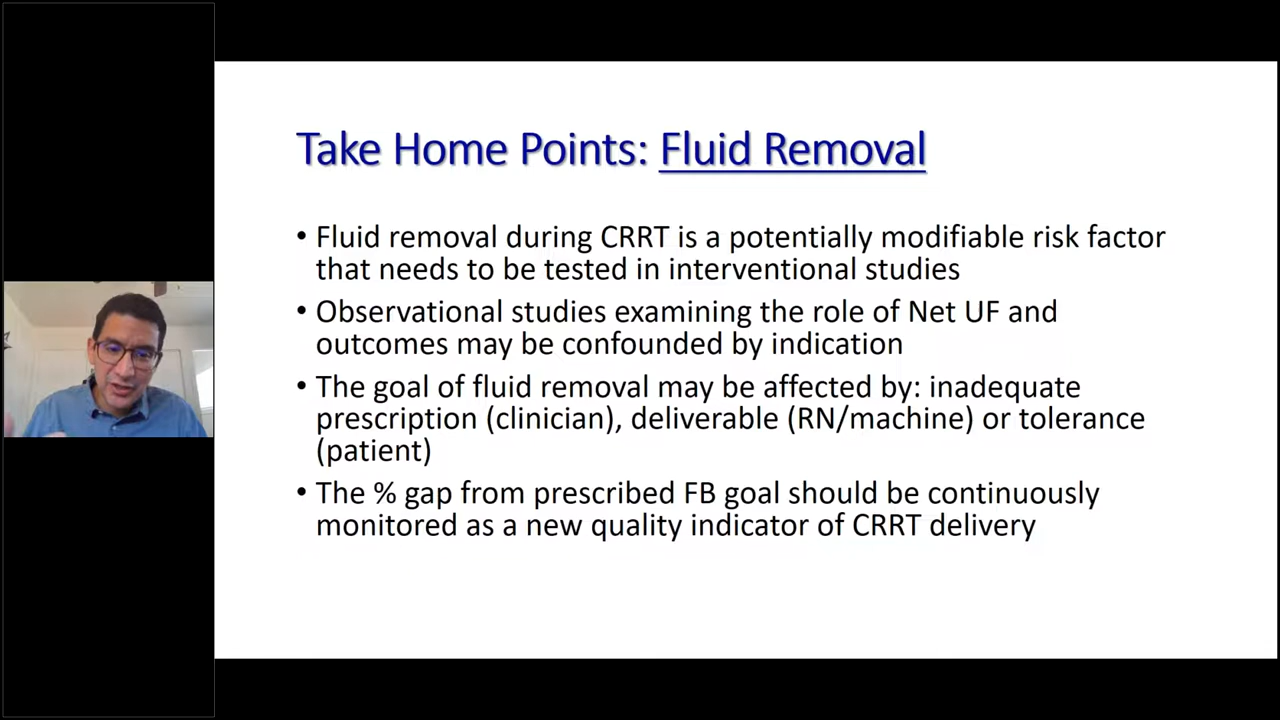 Take Home Points: Fluid Removal
• Fluid removal during CRRT is a potentially modifiable risk factor
that needs to be tested in interventional studies
• Observational studies examining the role of Net UF and
outcomes may be confounded by indication
• The goal of fluid removal may be affected by: inadequate
prescription (clinician), deliverable (RN/machine) or tolerance
(patient)
• The % gap from prescribed FB goal should be continuously
monitored as a new quality indicator of CRRT delivery